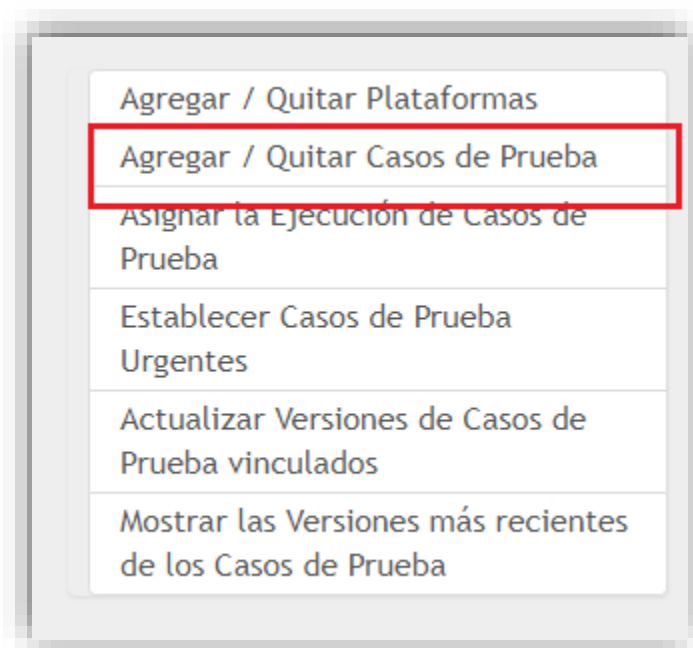 Agregar / Quitar Plataformas
Agregar / Quitar Casos de Prueba
Asignar la Ejecución de Casos de
Prueba
Establecer Casos de Prueba
Urgentes
Actualizar Versiones de Casos de
Prueba vinculados
Mostrar las Versiones más recientes
de los Casos de Prueba